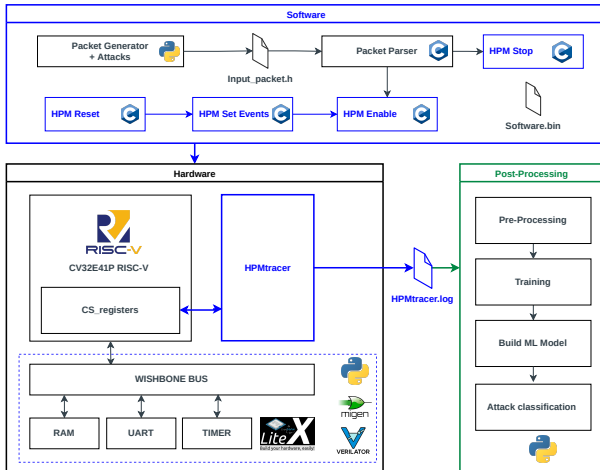 Software
Packet Generator
+ Attacks
Input_packet.h
Packet Parser
C
HPM Stop
C
HPM Reset
C
HPM Set Events
C
HPM Enable
C
Software.bin
Hardware
RISC-V
CV32E41P RISC-V
CS_registers
HPMtracer
HPMtracer.log
WISHBONE BUS
RAM
UART
TIMER
LiteX
Build your hardware, easily!
migen
VERILATOR
Post-Processing
Pre-Processing
Training
Build ML Model
Attack classification